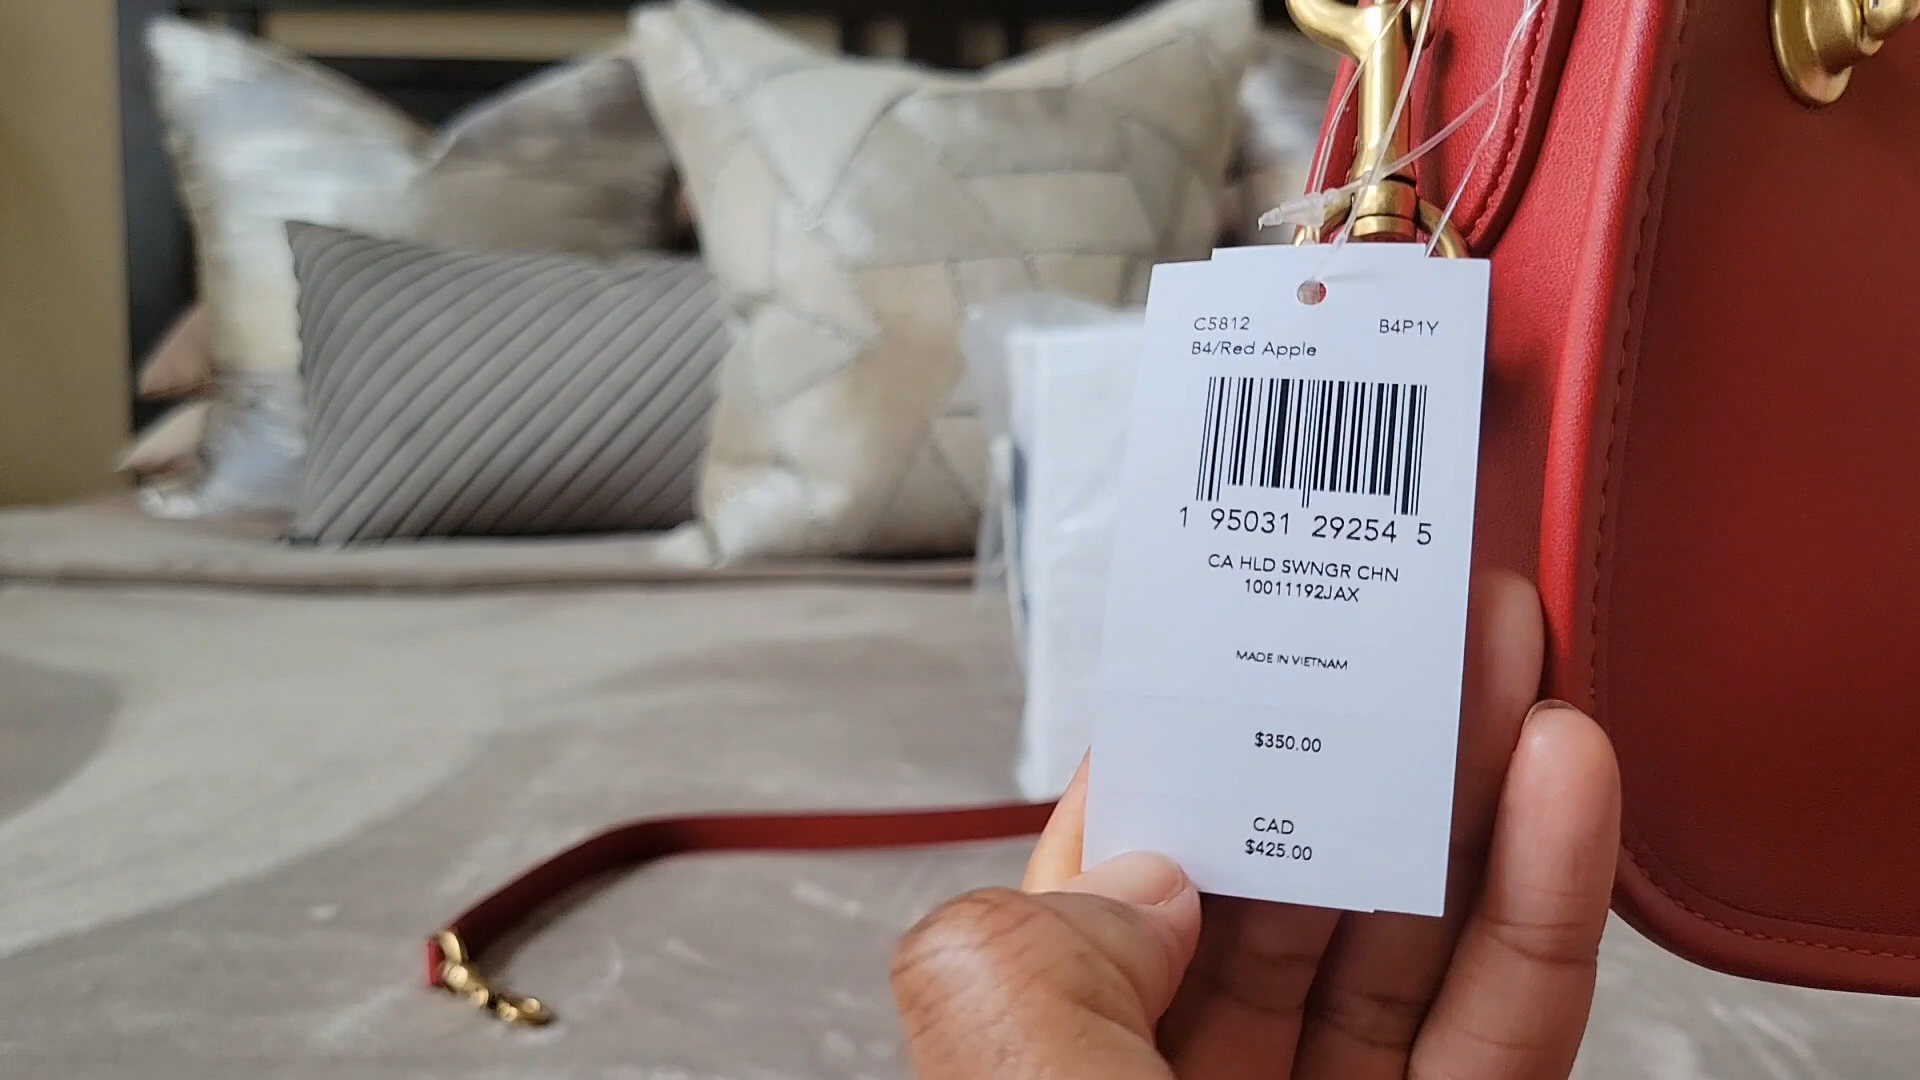 C5812 B4P1Y
B4/Red Apple
1 95031 29254 5
CA HLD SWNGR CHN
10011192JAX
MADE IN VIETNAM
$350.00
CAD
$425.00